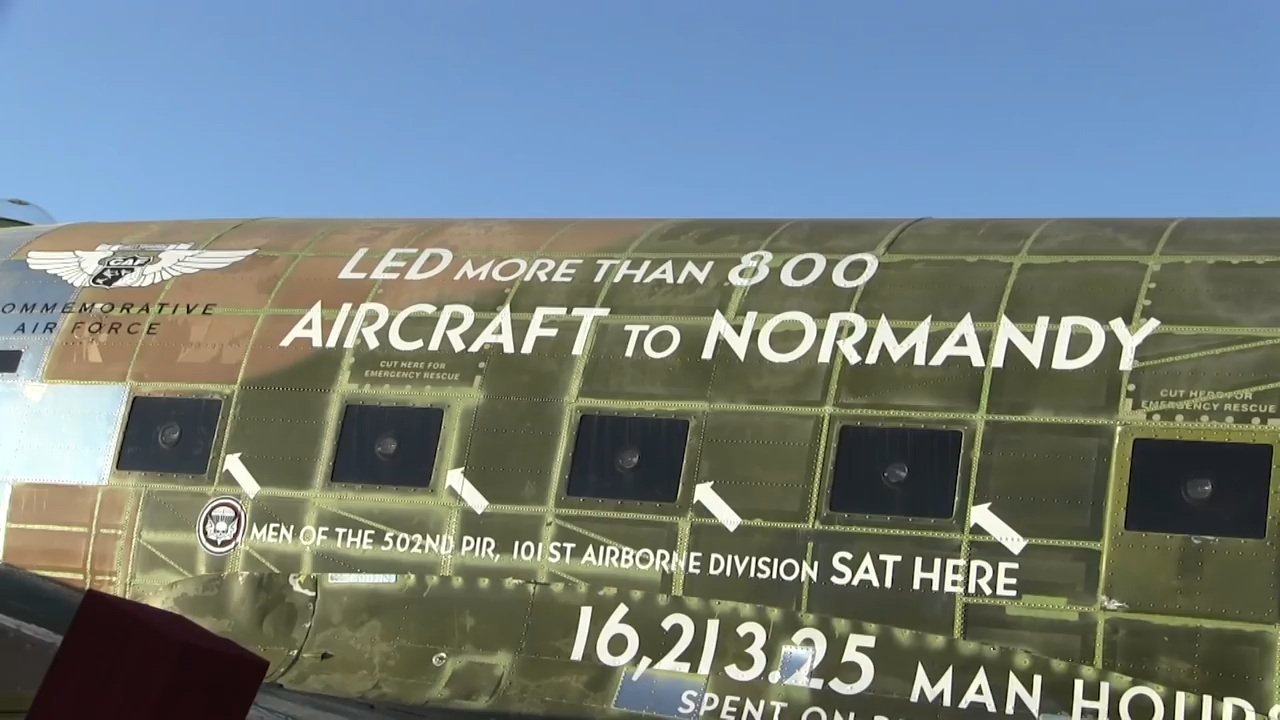 LED MORE THAN 800
AIRCRAFT TO NORMANDY
CAF
COMMEMORATIVE
AIR FORCE
CUT HERE FOR
EMERGENCY RESCUE
CUT HERE FOR
EMERGENCY RESCUE
MEN OF THE 502ND PIR, 101ST AIRBORNE DIVISION SAT HERE
16,213.25 MAN HOURS
SPENT ON